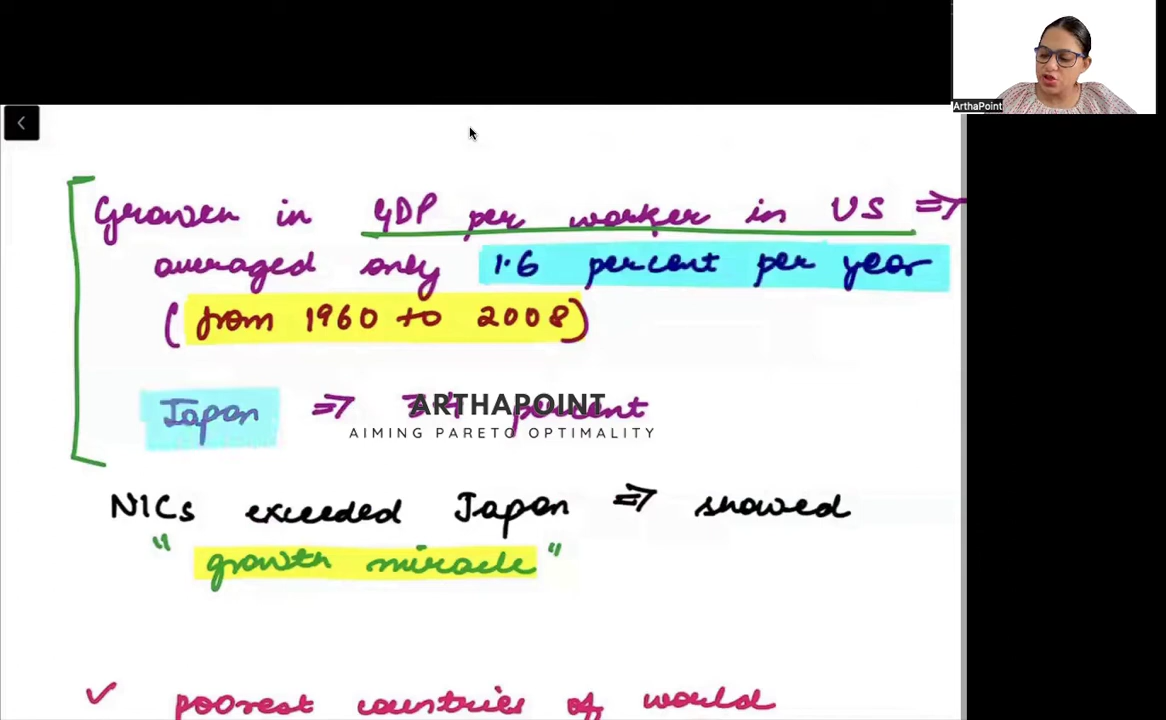 ArthaPoint
Growth in GDP per worker in US =>
averaged only 1.6 percent per year
(from 1960 to 2008)
Japan => percent
ARTHAPOINT
AIMING PARETO OPTIMALITY
NICs exceeded Japan => showed
"growth miracle"
✓ poorest countries of world